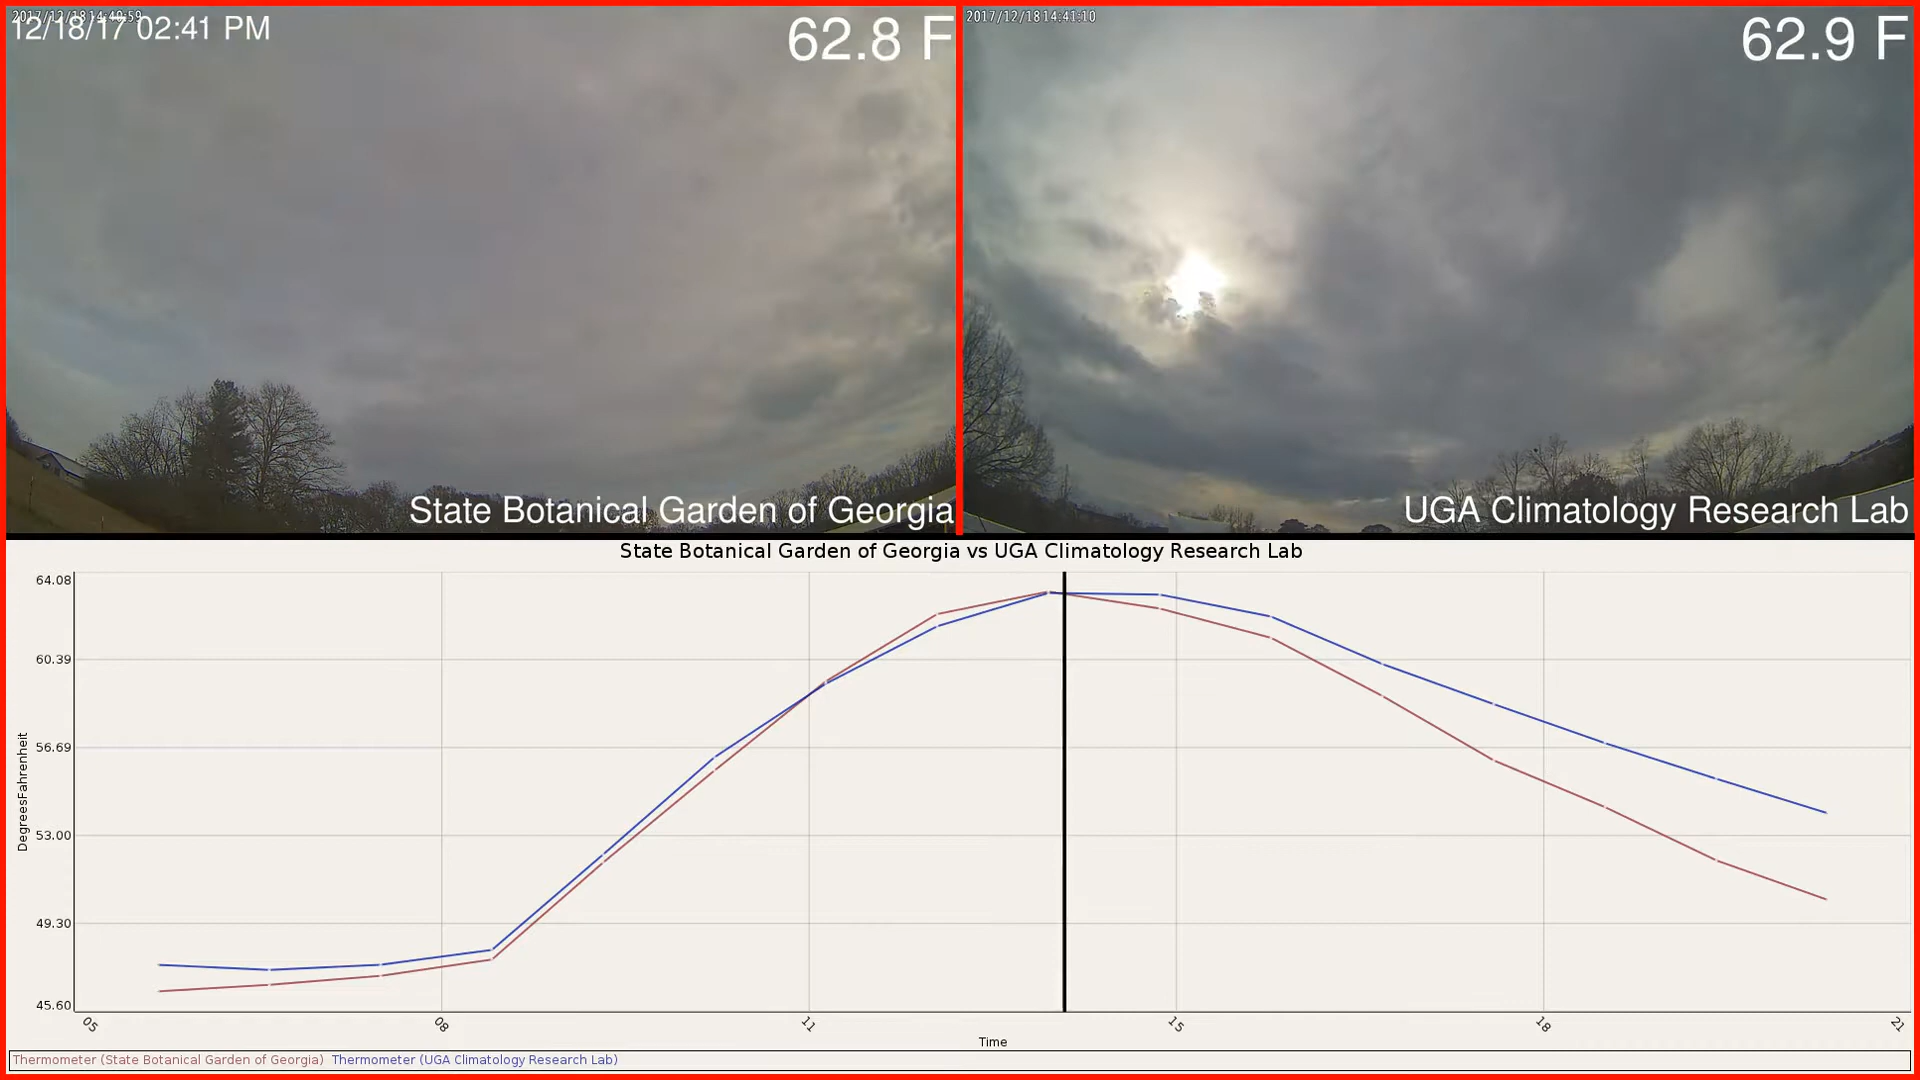 2017/12/18 14:40:59
12/18/17 02:41 PM
62.8 F
State Botanical Garden of Georgia
2017/12/18 14:41:10
62.9 F
UGA Climatology Research Lab
State Botanical Garden of Georgia vs UGA Climatology Research Lab
64.08
60.39
56.69
53.00
49.30
45.60
DegreesFahrenheit
05
08
11
15
18
21
Time
Thermometer (State Botanical Garden of Georgia) Thermometer (UGA Climatology Research Lab)